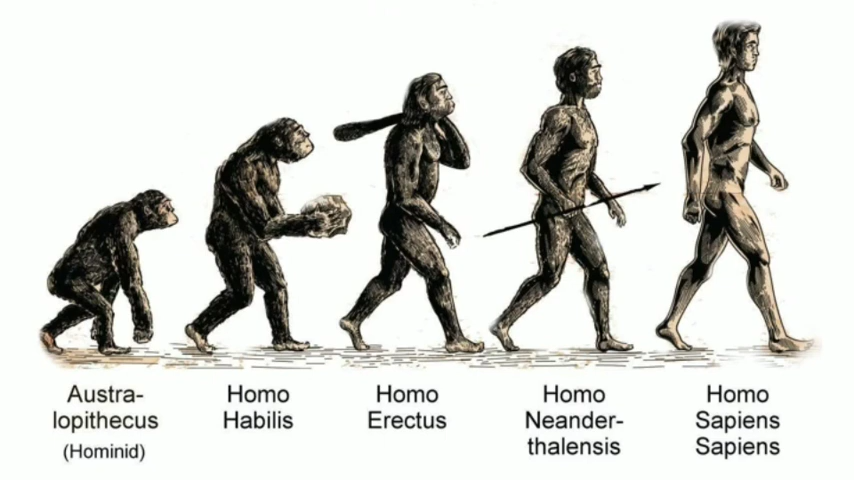 Austra-
lopithecus
(Hominid)
Homo
Habilis
Homo
Erectus
Homo
Neander-
thalensis
Homo
Sapiens
Sapiens